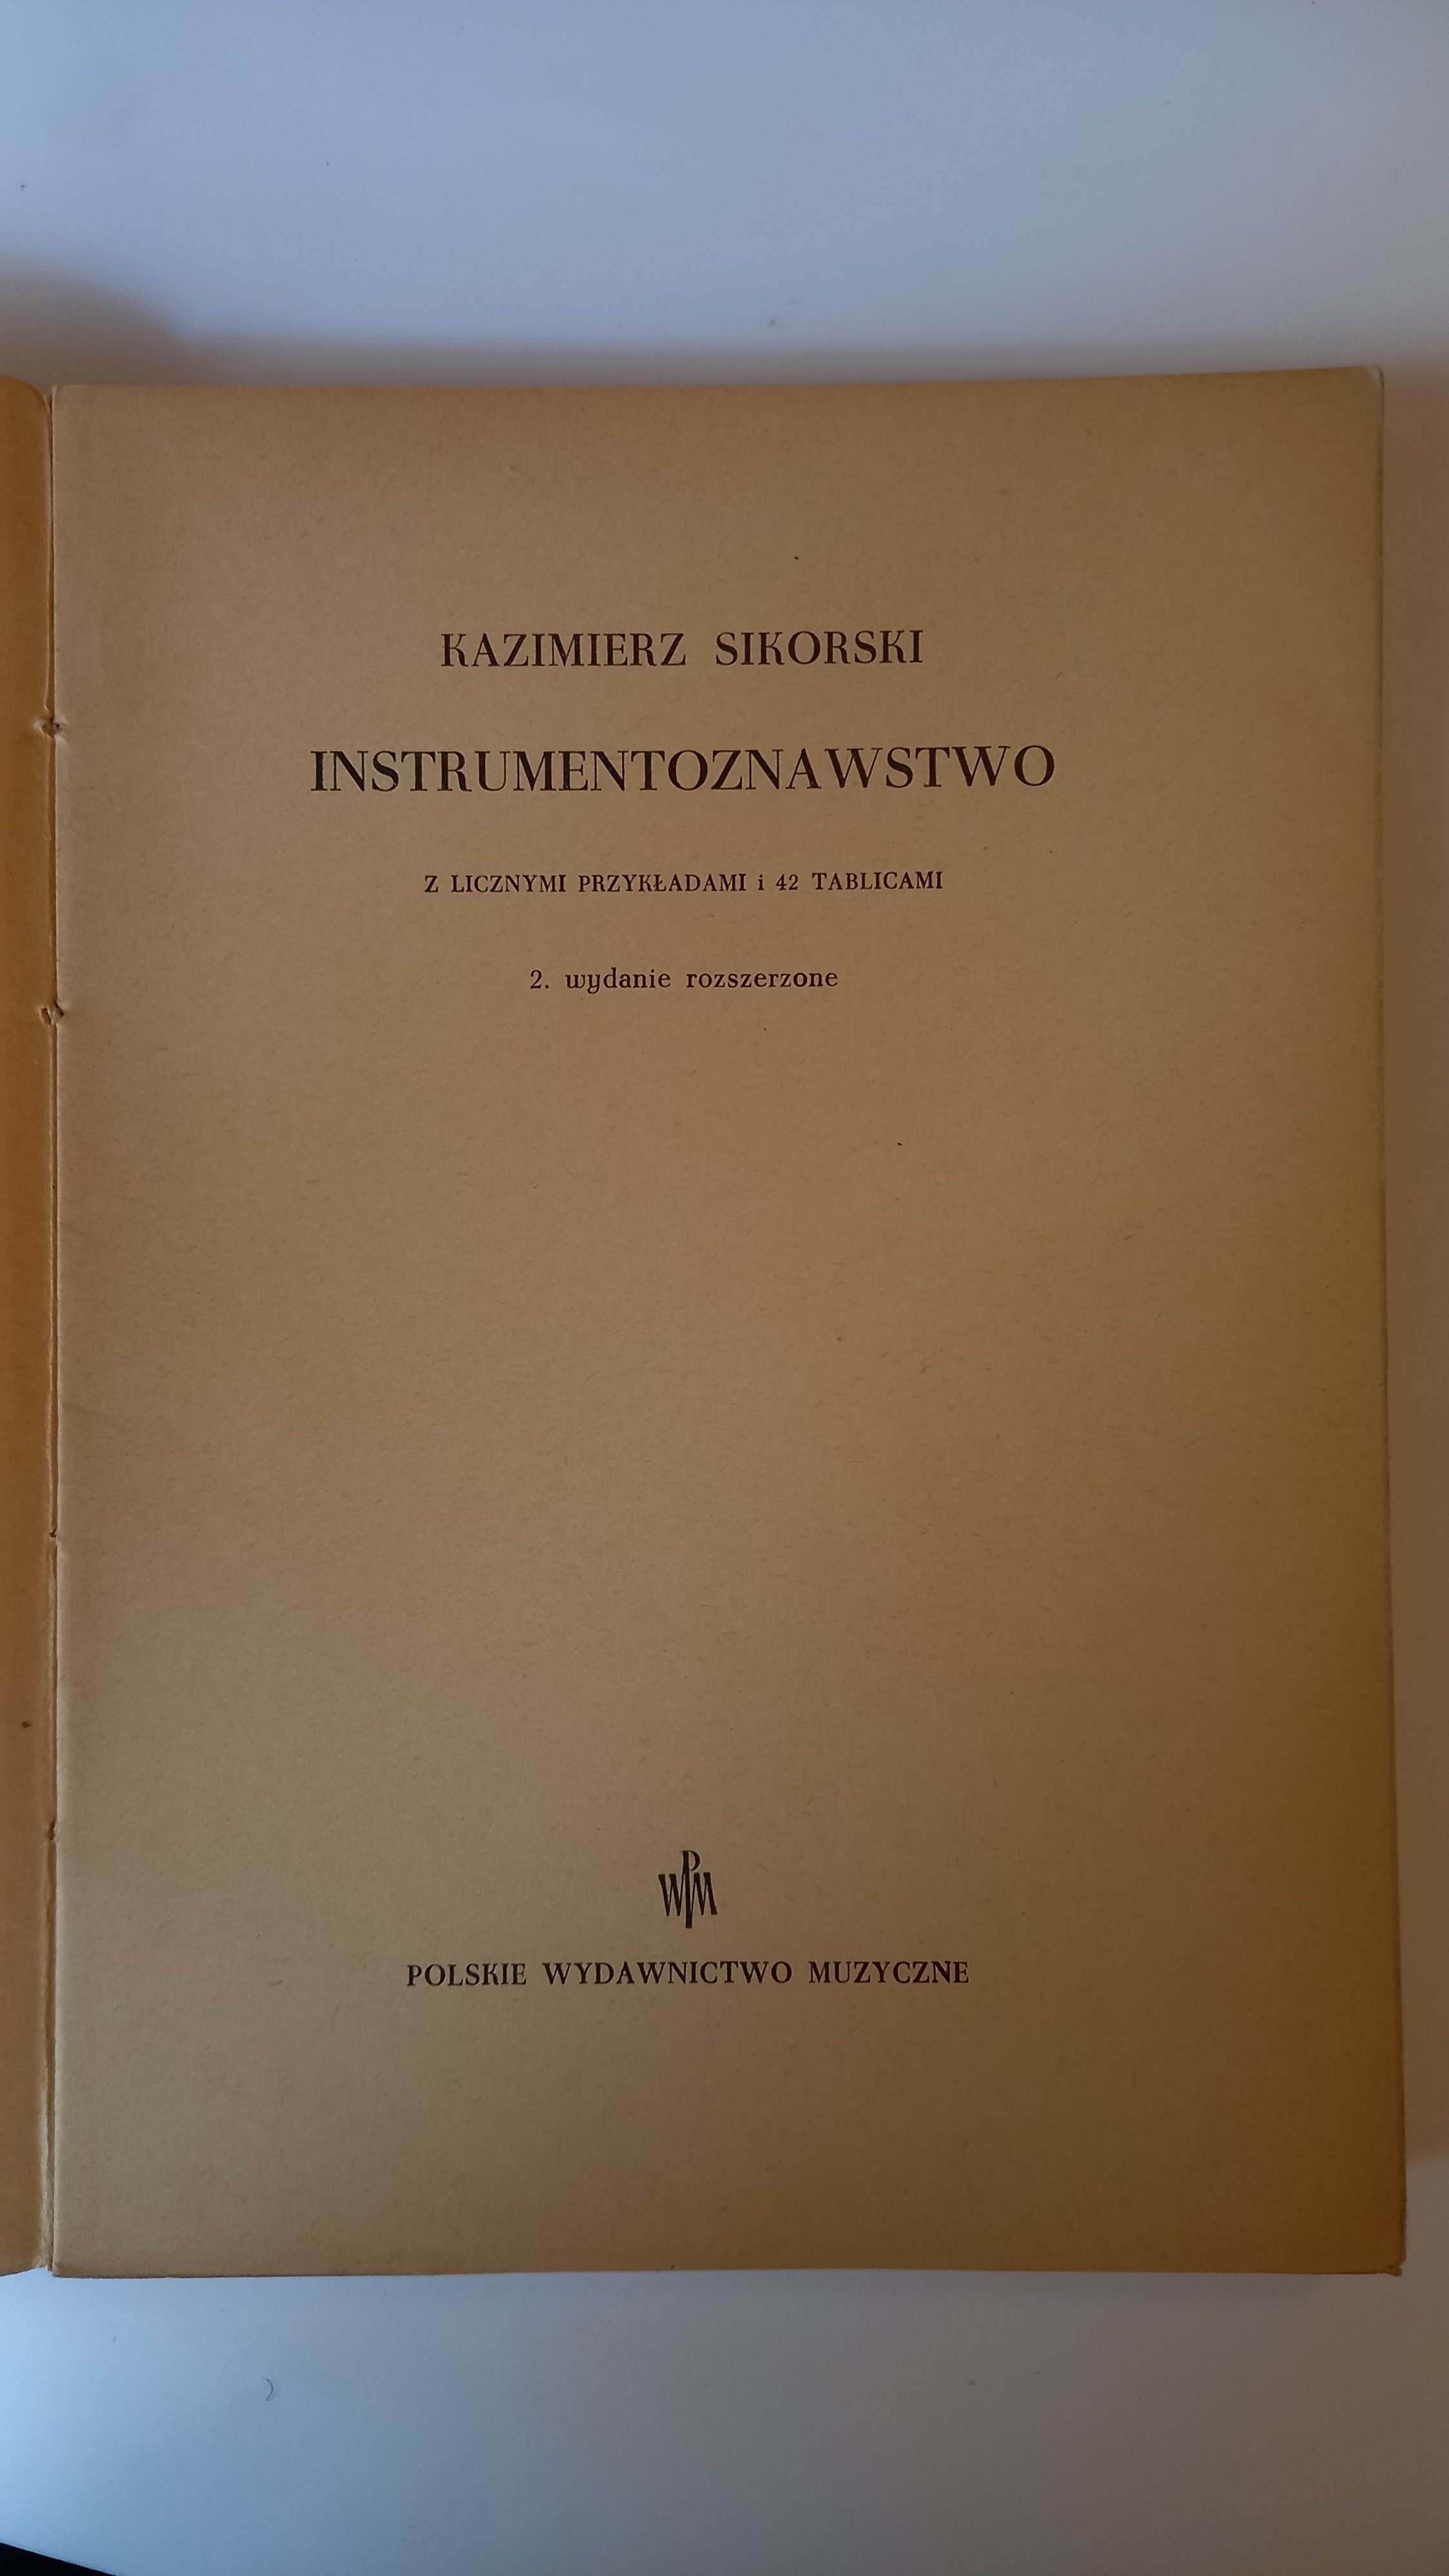 KAZIMIERZ SIKORSKI
INSTRUMENTOZNAWSTWO
Z LICZNYMI PRZYKŁADAMI i 42 TABLICAMI
2. wydanie rozszerzone
PWM
POLSKIE WYDAWNICTWO MUZYCZNE